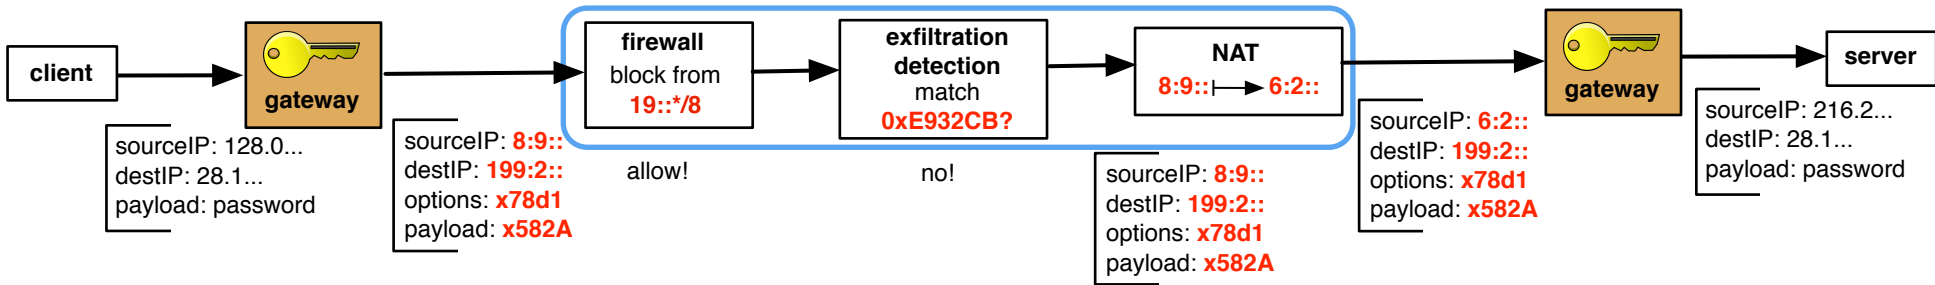 client
gateway
firewall
block from
19::*/8
exfiltration
detection
match
0xE932CB?
NAT
8:9:: 6:2::
gateway
server
sourceIP: 128.0...
destIP: 28.1...
payload: password
sourceIP: 8:9::
destIP: 199:2::
options: x78d1
payload: x582A
allow!
no!
sourceIP: 8:9::
destIP: 199:2::
options: x78d1
payload: x582A
sourceIP: 6:2::
destIP: 199:2::
options: x78d1
payload: x582A
sourceIP: 216.2...
destIP: 28.1...
payload: password